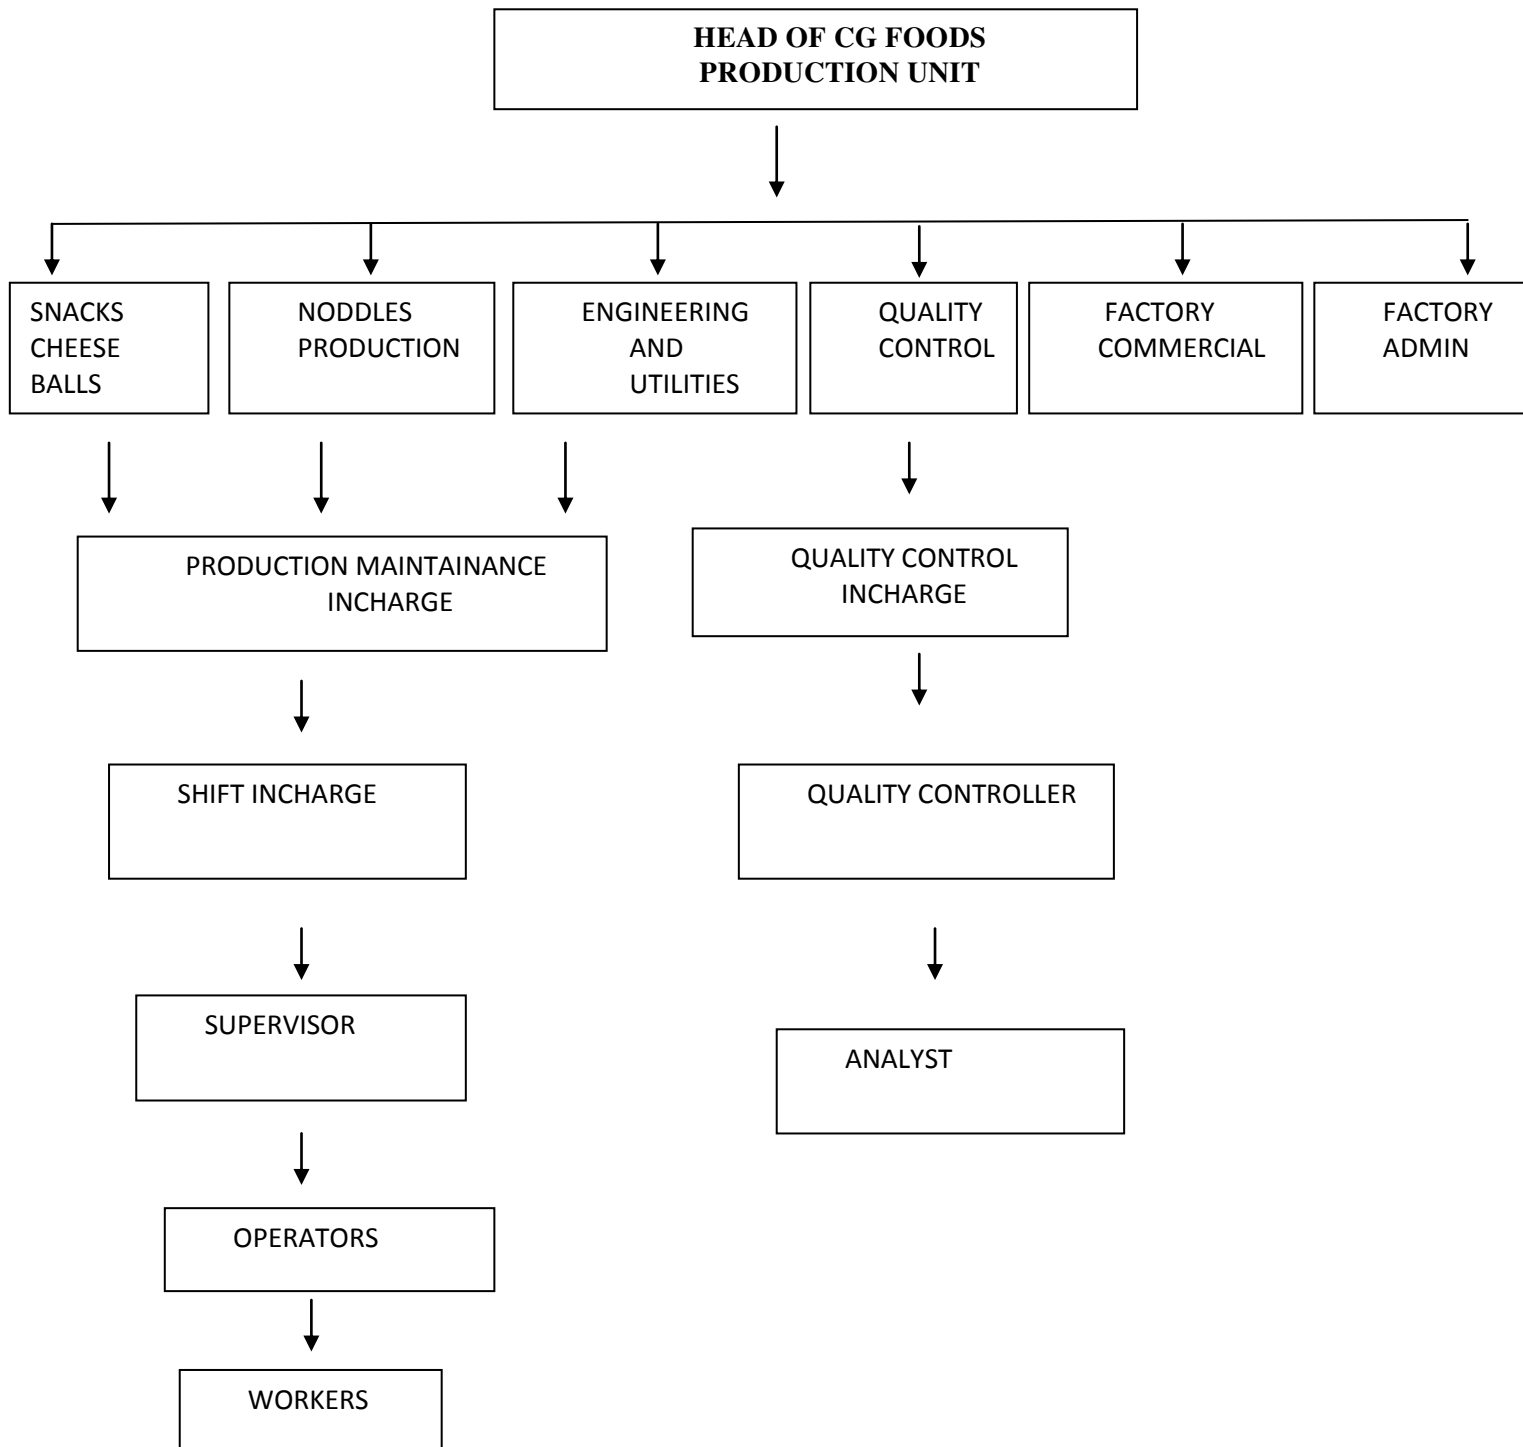 HEAD OF CG FOODS
PRODUCTION UNIT
SNACKS
CHEESE
BALLS
NODDLES
PRODUCTION
ENGINEERING
AND
UTILITIES
QUALITY
CONTROL
FACTORY
COMMERCIAL
FACTORY
ADMIN
PRODUCTION MAINTAINANCE
INCHARGE
QUALITY CONTROL
INCHARGE
SHIFT INCHARGE
QUALITY CONTROLLER
SUPERVISOR
ANALYST
OPERATORS
WORKERS